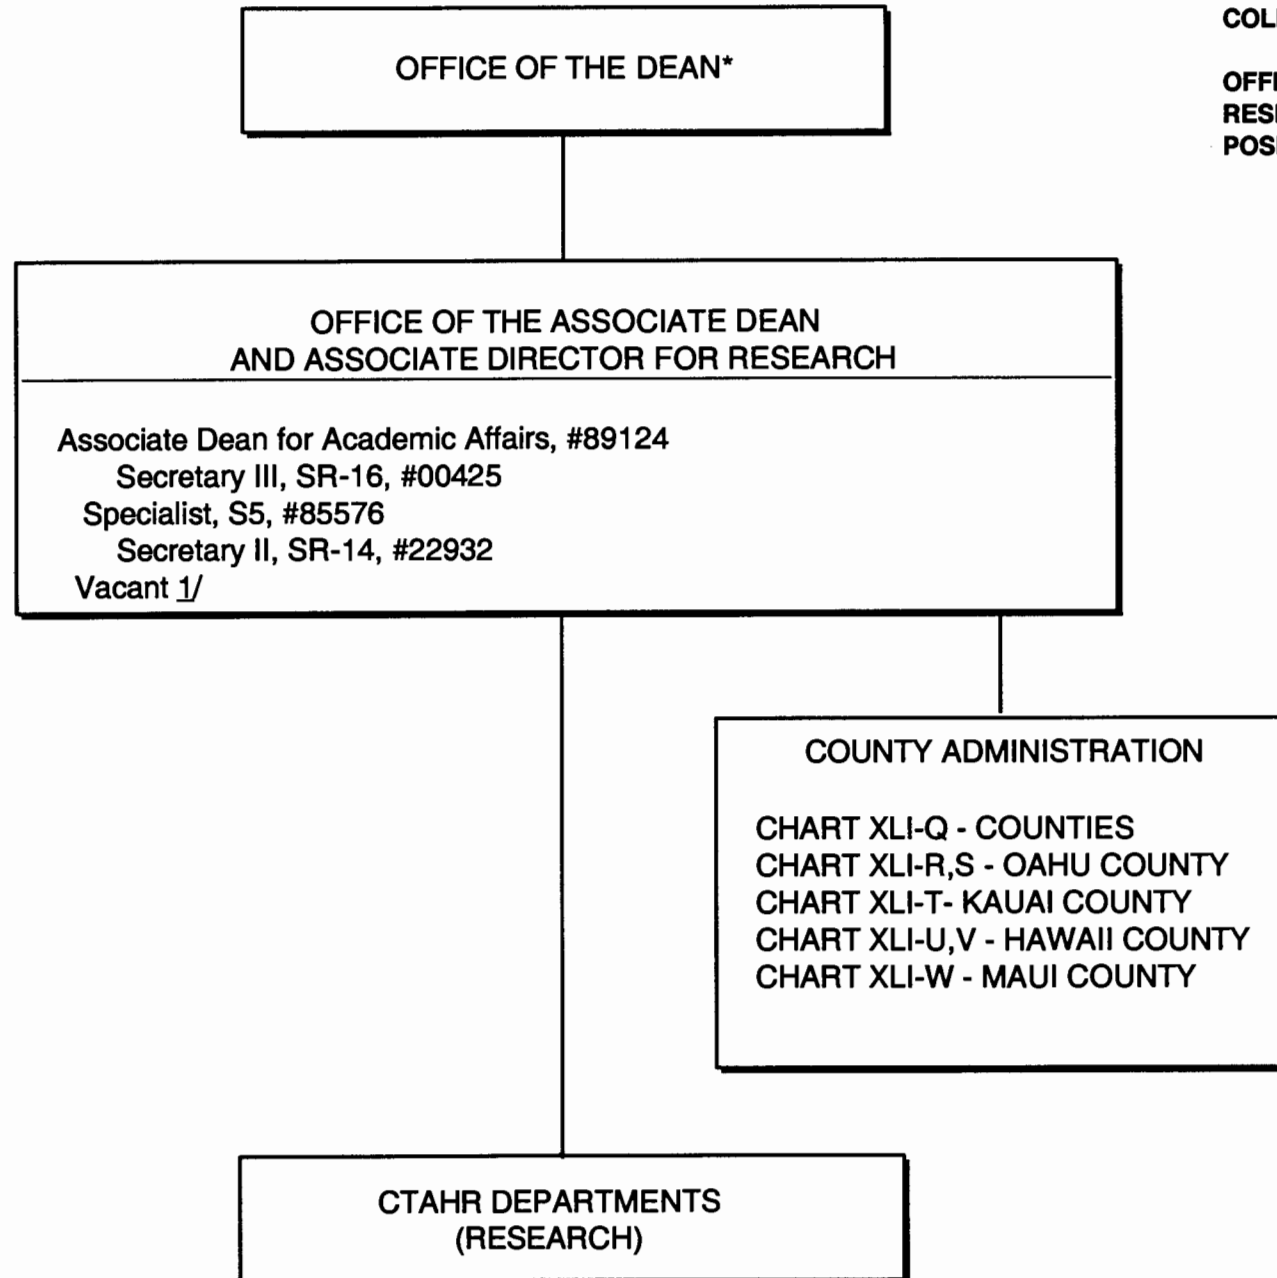 OFFICE OF THE DEAN*
OFFICE OF THE ASSOCIATE DEAN
AND ASSOCIATE DIRECTOR FOR RESEARCH
Associate Dean for Academic Affairs, #89124
Secretary III, SR-16, #00425
Specialist, S5, #85576
Secretary II, SR-14, #22932
Vacant 1/
COUNTY ADMINISTRATION
CHART XLI-Q - COUNTIES
CHART XLI-R,S - OAHU COUNTY
CHART XLI-T- KAUAI COUNTY
CHART XLI-U,V - HAWAII COUNTY
CHART XLI-W - MAUI COUNTY
CTAHR DEPARTMENTS
(RESEARCH)